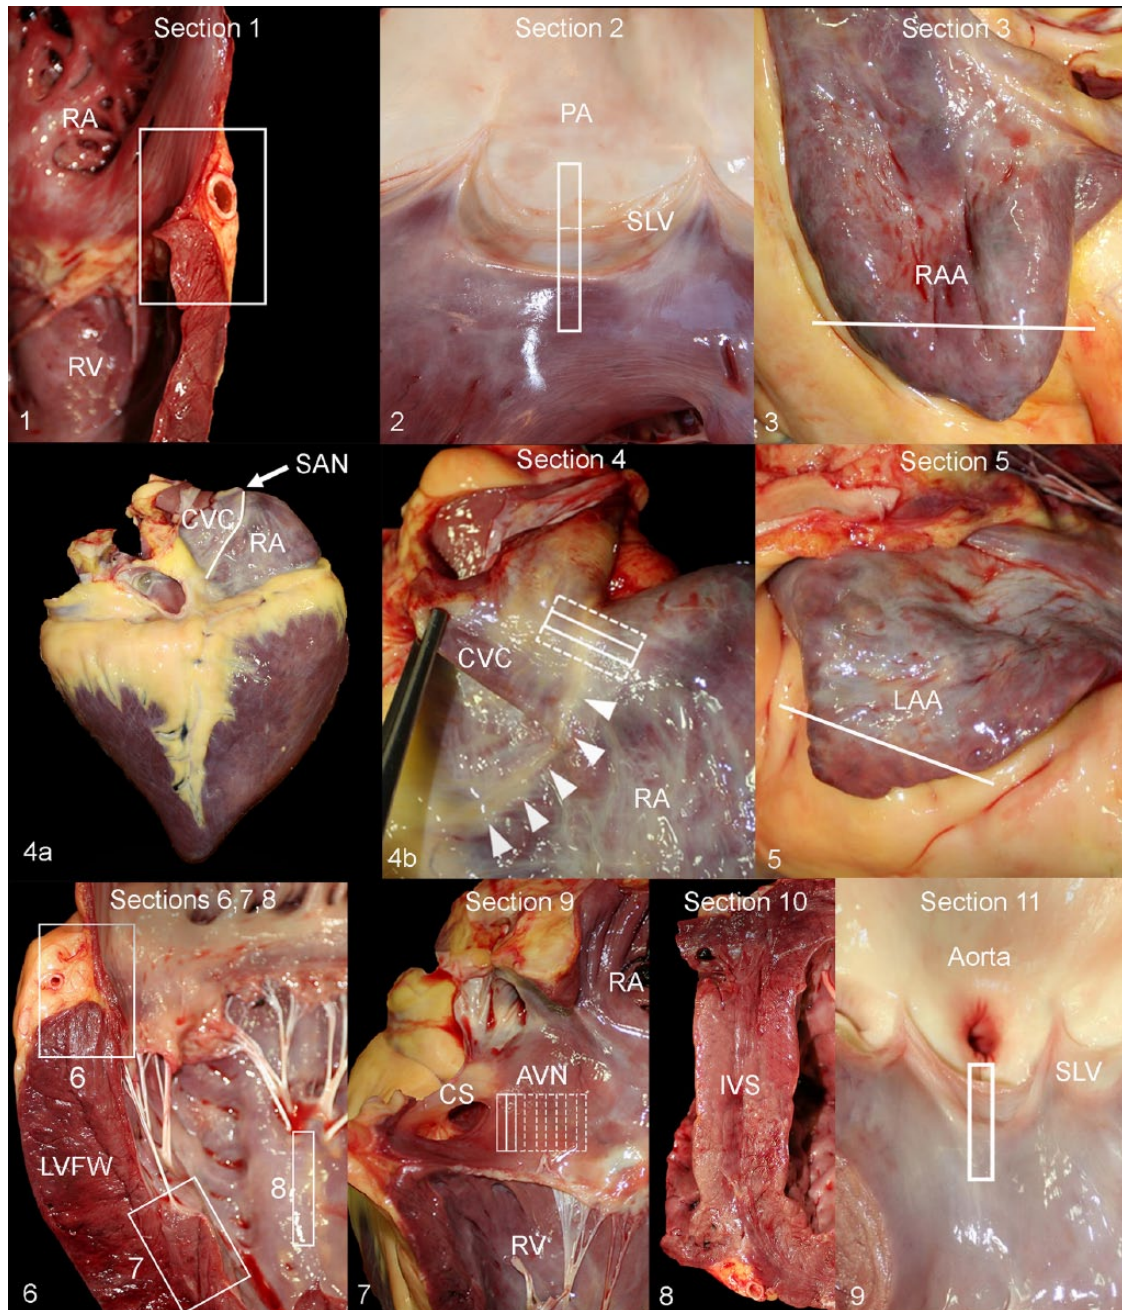 Section 1
RA
RV
1
Section 2
PA
SLV
2
Section 3
RAA
3
SAN
CVC
RA
4a
Section 4
CVC
RA
4b
Section 5
LAA
5
Sections 6,7,8
6
LVFW
8
7
6
Section 9
RA
AVN
CS
RV
7
Section 10
IVS
8
Section 11
Aorta
SLV
9